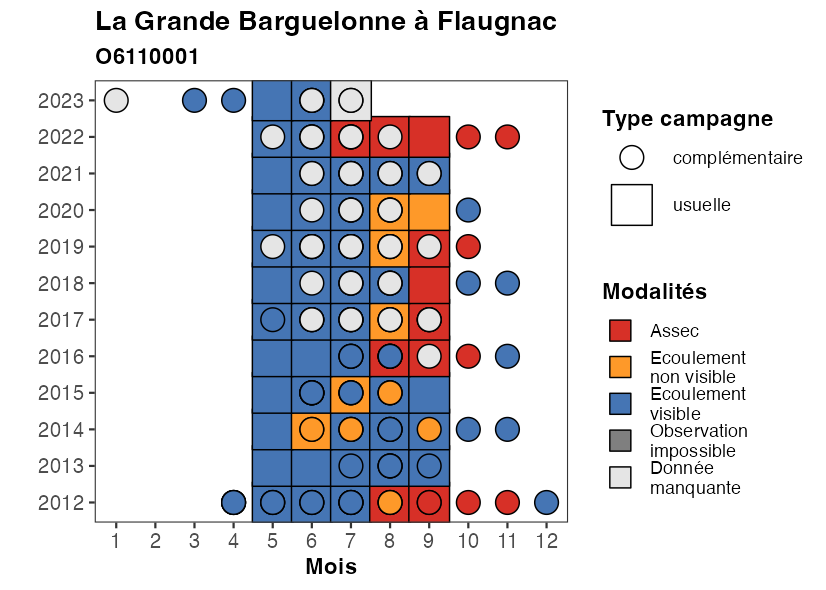 La Grande Barguelonne à Flaugnac
O6110001
2023
2022
2021
2020
2019
2018
2017
2016
2015
2014
2013
2012
1 2 3 4 5 6 7 8 9 10 11 12
Mois
Type campagne
complémentaire
usuelle
Modalités
Assec
Ecoulement
non visible
Ecoulement
visible
Observation
impossible
Donnée
manquante